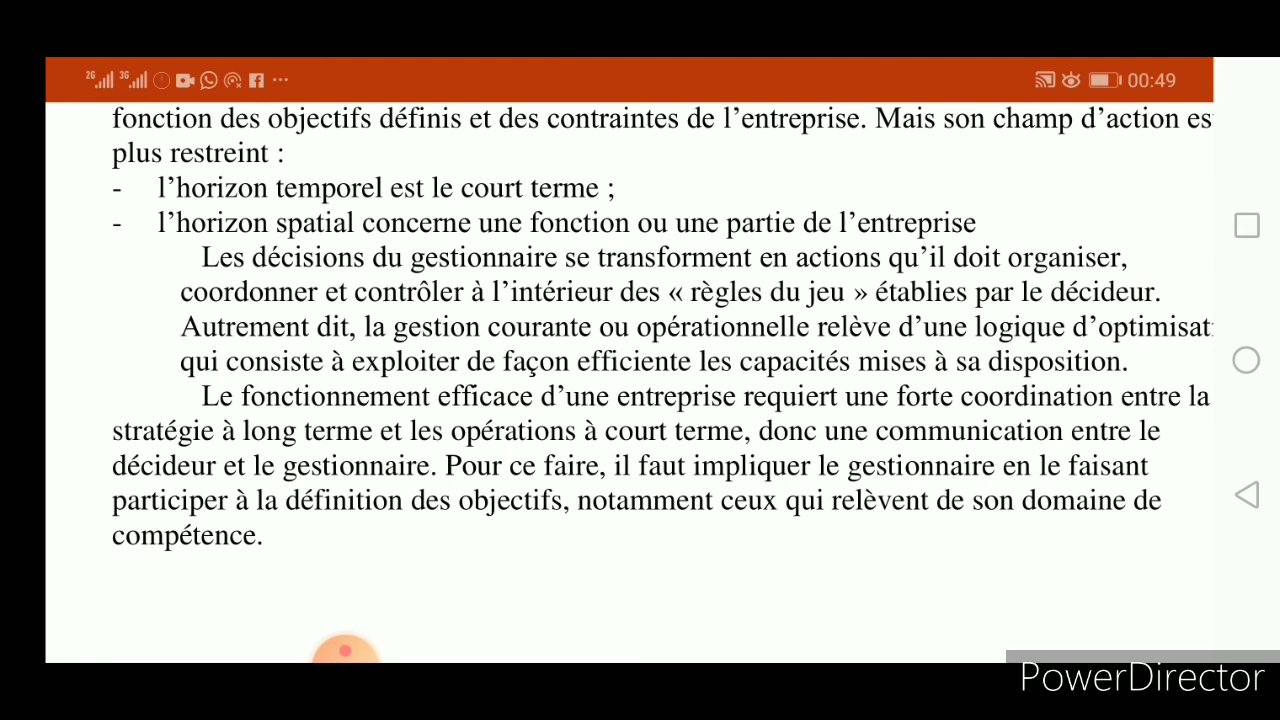 2G 3G 00:49
fonction des objectifs définis et des contraintes de l’entreprise. Mais son champ d’action
plus restreint :
- l’horizon temporel est le court terme ;
- l’horizon spatial concerne une fonction ou une partie de l’entreprise
Les décisions du gestionnaire se transforment en actions qu’il doit organiser,
coordonner et contrôler à l’intérieur des « règles du jeu » établies par le décideur.
Autrement dit, la gestion courante ou opérationnelle relève d’une logique
qui consiste à exploiter de façon efficiente les capacités mises à sa disposition.
Le fonctionnement efficace d’une entreprise requiert une forte coordination entre la
stratégie à long terme et les opérations à court terme, donc une communication entre le
décideur et le gestionnaire. Pour ce faire, il faut impliquer le gestionnaire en le faisant
participer à la définition des objectifs, notamment ceux qui relèvent de son domaine de
compétence.
PowerDirector